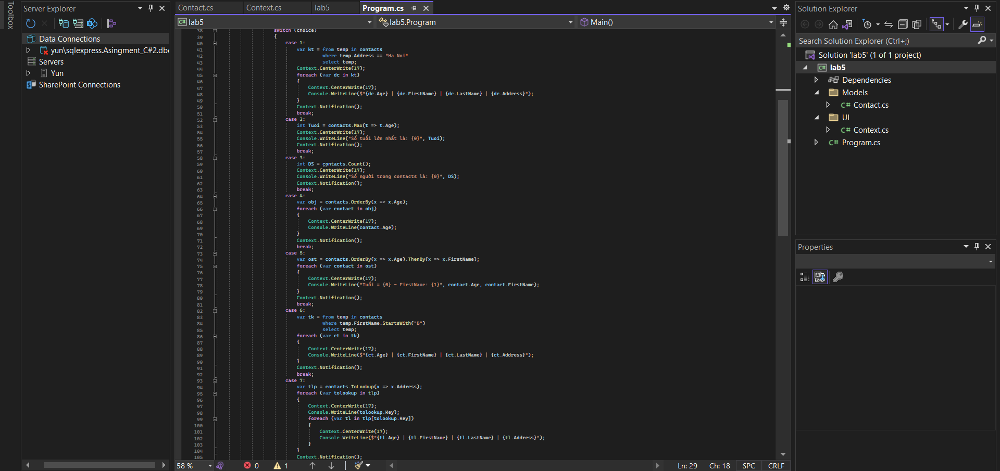 Toolbox
Server Explorer
Data Connections
yun\sqlexpress.Asingment_C#2.dbo
Servers
Yun
SharePoint Connections
Contact.cs
Context.cs
lab5
Program.cs
lab5
lab5.Program
Main()
38 switch (choice)
39 {
40 case 1:
41 var kt = from temp in contacts
42 where temp.Address == "Ha Noi"
43 select temp;
44 Context.CenterWrite(17);
45 foreach (var dc in kt)
46 {
47 Context.CenterWrite(17);
48 Console.WriteLine($"{dc.Age} | {dc.FirstName} | {dc.LastName} | {dc.Address}");
49 }
50 Context.Notification();
51 break;
52 case 2:
53 int Tuoi = contacts.Max(t => t.Age);
54 Context.CenterWrite(17);
55 Console.WriteLine("Số tuổi lớn nhất là: {0}", Tuoi);
56 Context.Notification();
57 break;
58 case 3:
59 int DS = contacts.Count();
60 Context.CenterWrite(17);
61 Console.WriteLine("Số người trong contacts là: {0}", DS);
62 Context.Notification();
63 break;
64 case 4:
65 var obj = contacts.OrderBy(x => x.Age);
66 foreach (var contact in obj)
67 {
68 Context.CenterWrite(17);
69 Console.WriteLine(contact.Age);
70 }
71 Context.Notification();
72 break;
73 case 5:
74 var ost = contacts.OrderBy(x => x.Age).ThenBy(x => x.FirstName);
75 foreach (var contact in ost)
76 {
77 Context.CenterWrite(17);
78 Console.WriteLine("Tuổi = {0} - FirstName: {1}", contact.Age, contact.FirstName);
79 }
80 Context.Notification();
81 break;
82 case 6:
83 var tk = from temp in contacts
84 where temp.FirstName.StartsWith("B")
85 select temp;
86 foreach (var ct in tk)
87 {
88 Context.CenterWrite(17);
89 Console.WriteLine($"{ct.Age} | {ct.FirstName} | {ct.LastName} | {ct.Address}");
90 }
91 Context.Notification();
92 break;
93 case 7:
94 var tlp = contacts.ToLookup(x => x.Address);
95 foreach (var tolookup in tlp)
96 {
97 Context.CenterWrite(17);
98 Console.WriteLine(tolookup.Key);
99 foreach (var tl in tlp[tolookup.Key])
100 {
101 Context.CenterWrite(17);
102 Console.WriteLine($"{tl.Age} | {tl.FirstName} | {tl.LastName} | {tl.Address}");
103 }
104 }
105 Context.Notification();
58 %
0
1
Ln: 29
Ch: 18
SPC
CRLF
Solution Explorer
Search Solution Explorer (Ctrl+;)
Solution 'lab5' (1 of 1 project)
C# lab5
Dependencies
Models
C# Contact.cs
UI
C# Context.cs
C# Program.cs
Properties